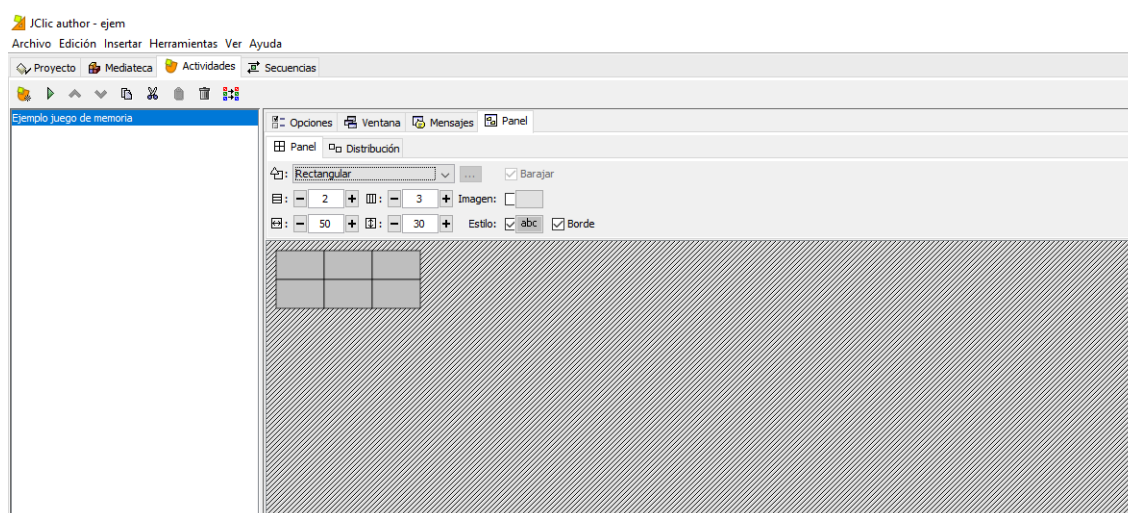 JClic author - ejem
Archivo Edición Insertar Herramientas Ver Ayuda
Proyecto Mediateca Actividades Secuencias
Ejemplo juego de memoria
Opciones Ventana Mensajes Panel
Panel Distribución
Rectangular ... Barajar
2 3 Imagen:
50 30 Estilo: abc Borde